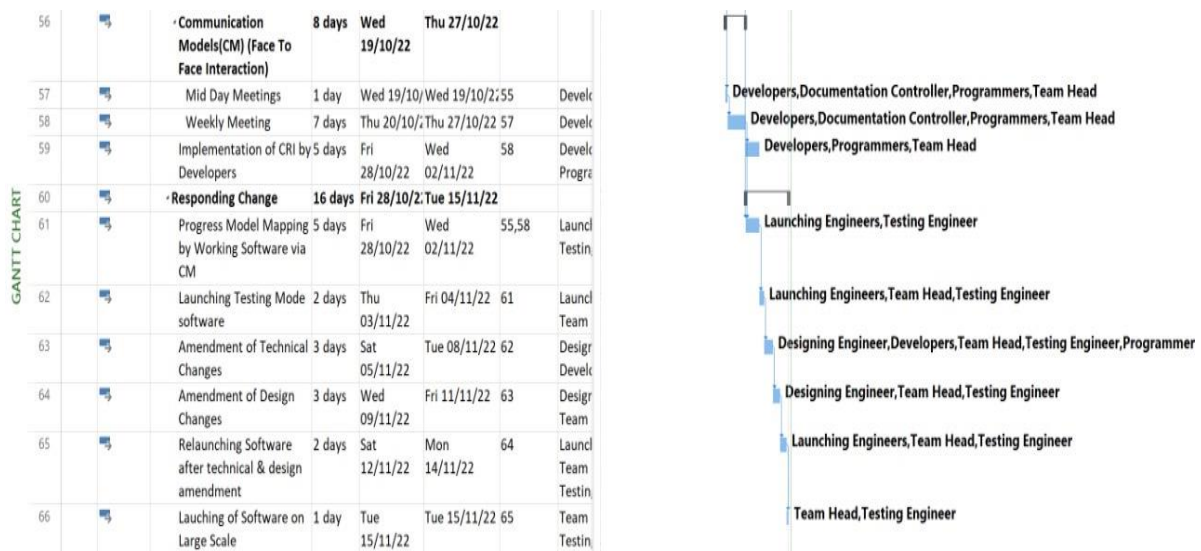 GANTT CHART
56 Communication 8 days Wed Thu 27/10/22
Models(CM) (Face To 19/10/22
Face Interaction)
57 Mid Day Meetings 1 day Wed 19/10/ Wed 19/10/22 55 Develo
Developers,Documentation Controller,Programmers,Team Head
58 Weekly Meeting 7 days Thu 20/10/2 Thu 27/10/22 57 Develo
Developers,Documentation Controller,Programmers,Team Head
59 Implementation of CRI by 5 days Fri Wed 58 Develo
Developers 28/10/22 02/11/22 Progra
Developers,Programmers,Team Head
60 Responding Change 16 days Fri 28/10/2 Tue 15/11/22
61 Progress Model Mapping 5 days Fri Wed 55,58 Launch
by Working Software via 28/10/22 02/11/22 Testin
CM
Launching Engineers,Testing Engineer
62 Launching Testing Mode 2 days Thu Fri 04/11/22 61 Launch
software 03/11/22 Team
Launching Engineers,Team Head,Testing Engineer
63 Amendment of Technical 3 days Sat Tue 08/11/22 62 Design
Changes 05/11/22 Develo
Designing Engineer,Developers,Team Head,Testing Engineer,Programmer
64 Amendment of Design 3 days Wed Fri 11/11/22 63 Design
Changes 09/11/22 Team
Designing Engineer,Team Head,Testing Engineer
65 Relaunching Software 2 days Sat Mon 64 Launch
after technical & design 12/11/22 14/11/22 Team
amendment Testin
Launching Engineers,Team Head,Testing Engineer
66 Lauching of Software on 1 day Tue Tue 15/11/22 65 Team
Large Scale 15/11/22 Testin
Team Head,Testing Engineer